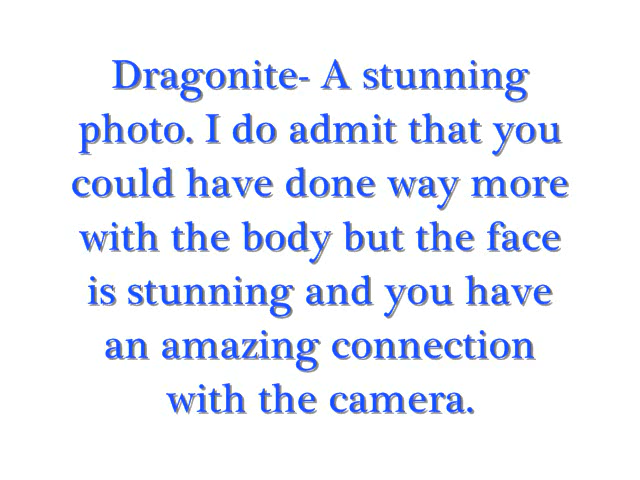 Dragonite- A stunning
photo. I do admit that you
could have done way more
with the body but the face
is stunning and you have
an amazing connection
with the camera.